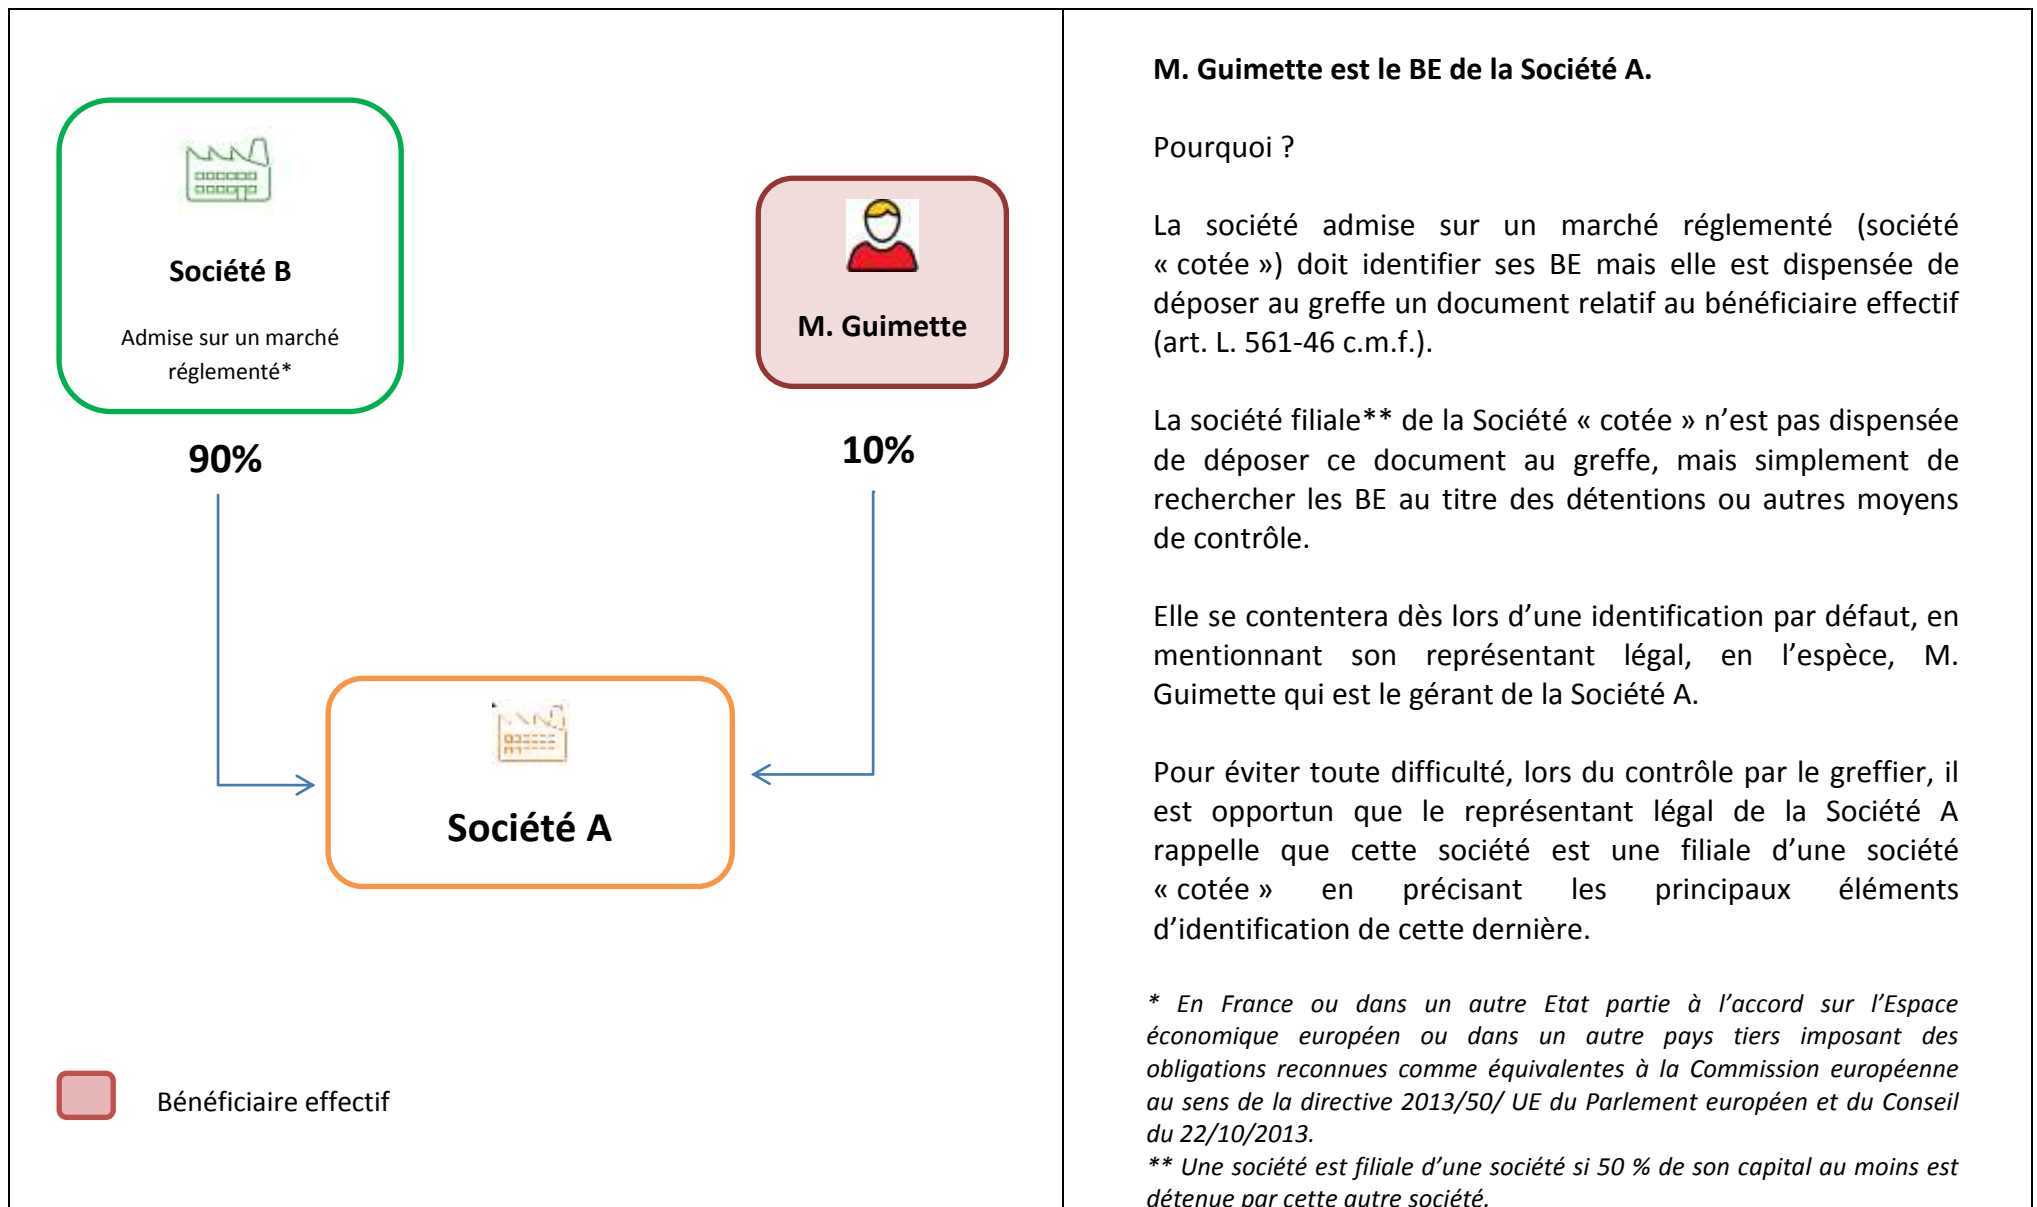 Société B
Admise sur un marché
réglementé*
90%
M. Guimette
10%
Société A
Bénéficiaire effectif
M. Guimette est le BE de la Société A.
Pourquoi ?
La société admise sur un marché réglementé (société
« cotée ») doit identifier ses BE mais elle est dispensée de
déposer au greffe un document relatif au bénéficiaire effectif
(art. L. 561-46 c.m.f.).
La société filiale** de la Société « cotée » n’est pas dispensée
de déposer ce document au greffe, mais simplement de
rechercher les BE au titre des détentions ou autres moyens
de contrôle.
Elle se contentera dès lors d’une identification par défaut, en
mentionnant son représentant légal, en l’espèce, M.
Guimette qui est le gérant de la Société A.
Pour éviter toute difficulté, lors du contrôle par le greffier, il
est opportun que le représentant légal de la Société A
rappelle que cette société est une filiale d’une société
« cotée » en précisant les principaux éléments
d’identification de cette dernière.
* En France ou dans un autre Etat partie à l’accord sur l’Espace
économique européen ou dans un autre pays tiers imposant des
obligations reconnues comme équivalentes à la Commission européenne
au sens de la directive 2013/50/ UE du Parlement européen et du Conseil
du 22/10/2013.
** Une société est filiale d’une société si 50 % de son capital au moins est
détenue par cette autre société.